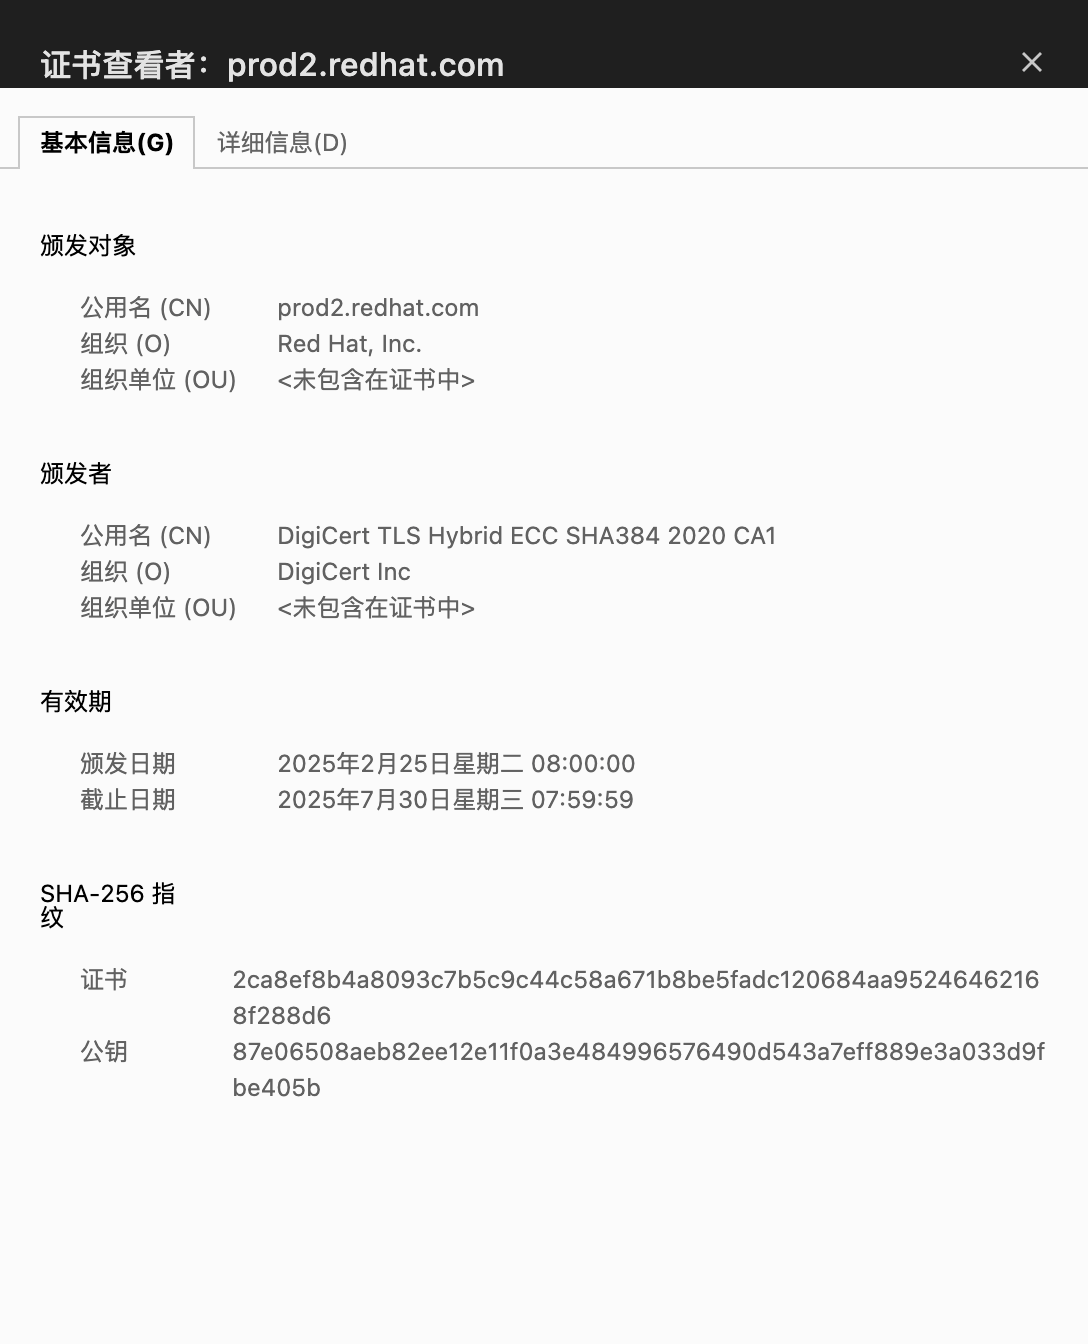 证书查看者：prod2.redhat.com
基本信息(G) 详细信息(D)
颁发对象
公用名 (CN) prod2.redhat.com
组织 (O) Red Hat, Inc.
组织单位 (OU) <未包含在证书中>
颁发者
公用名 (CN) DigiCert TLS Hybrid ECC SHA384 2020 CA1
组织 (O) DigiCert Inc
组织单位 (OU) <未包含在证书中>
有效期
颁发日期 2025年2月25日星期二 08:00:00
截止日期 2025年7月30日星期三 07:59:59
SHA-256 指
纹
证书 2ca8ef8b4a8093c7b5c9c44c58a671b8be5fadc120684aa9524646216
8f288d6
公钥 87e06508aeb82ee12e11f0a3e484996576490d543a7eff889e3a033d9f
be405b